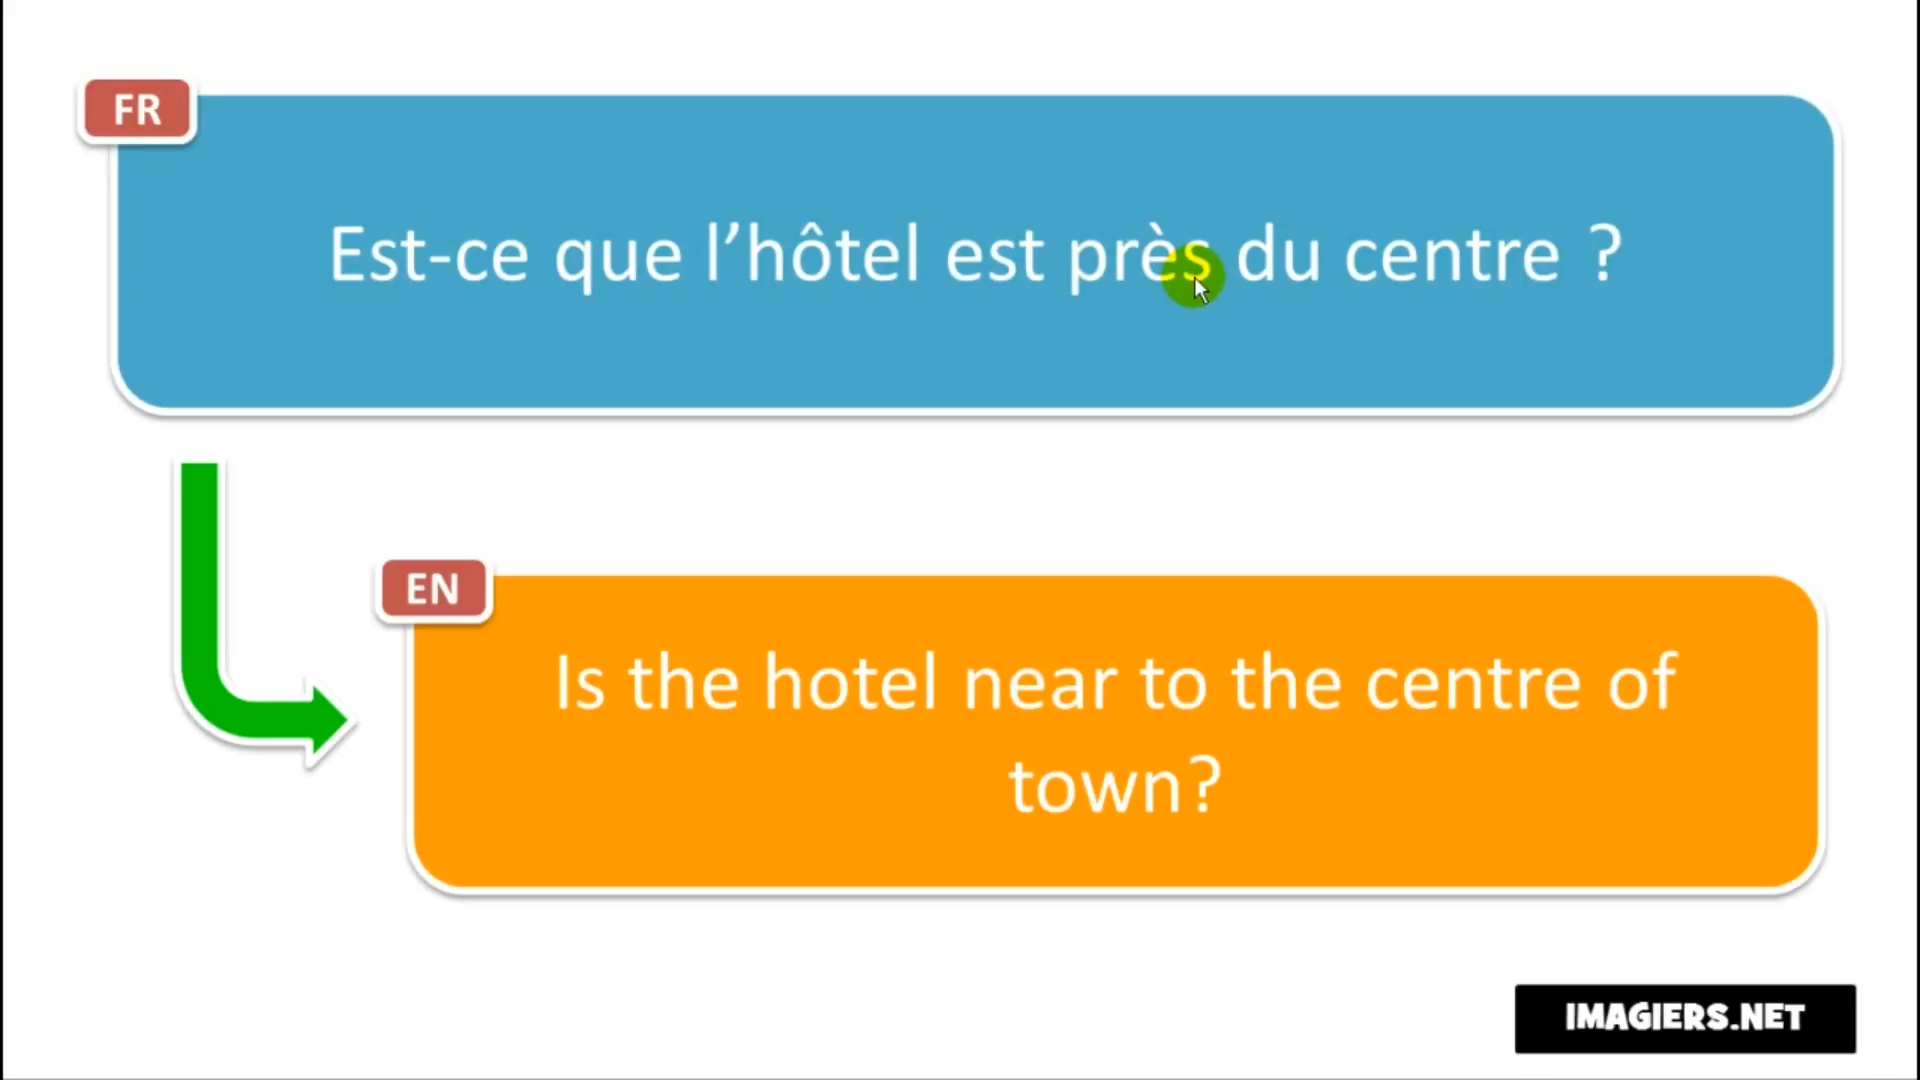 FR
Est-ce que l’hôtel est près du centre ?
EN
Is the hotel near to the centre of
town?
IMAGIERS.NET